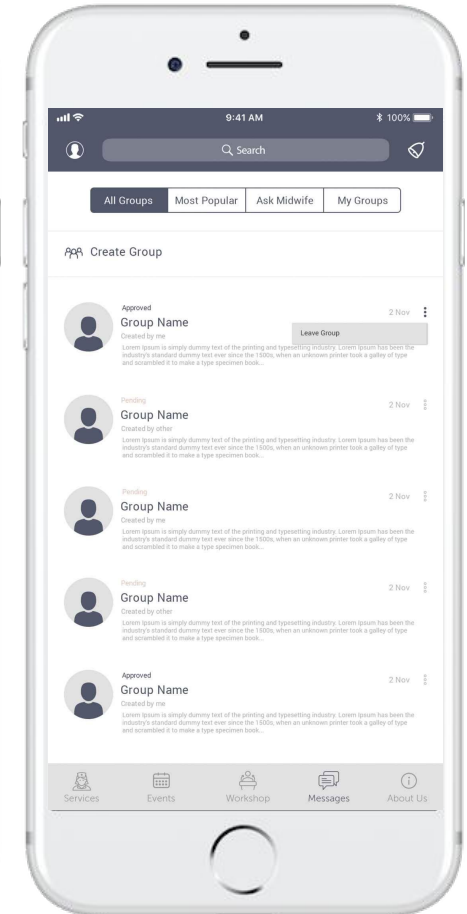 9:41 AM
100%
Search
All Groups
Most Popular
Ask Midwife
My Groups
Create Group
Approved
2 Nov
Group Name
Leave Group
Created by me
Lorem Ipsum is simply dummy text of the printing and typesetting industry. Lorem Ipsum has been the
industry's standard dummy text ever since the 1500s, when an unknown printer took a galley of type
and scrambled it to make a type specimen book...
Pending
2 Nov
Group Name
Created by other
Lorem Ipsum is simply dummy text of the printing and typesetting industry. Lorem Ipsum has been the
industry's standard dummy text ever since the 1500s, when an unknown printer took a galley of type
and scrambled it to make a type specimen book...
Pending
2 Nov
Group Name
Created by me
Lorem Ipsum is simply dummy text of the printing and typesetting industry. Lorem Ipsum has been the
industry's standard dummy text ever since the 1500s, when an unknown printer took a galley of type
and scrambled it to make a type specimen book...
Pending
2 Nov
Group Name
Created by other
Lorem Ipsum is simply dummy text of the printing and typesetting industry. Lorem Ipsum has been the
industry's standard dummy text ever since the 1500s, when an unknown printer took a galley of type
and scrambled it to make a type specimen book...
Approved
2 Nov
Group Name
Created by me
Lorem Ipsum is simply dummy text of the printing and typesetting industry. Lorem Ipsum has been the
industry's standard dummy text ever since the 1500s, when an unknown printer took a galley of type
and scrambled it to make a type specimen book...
Services
Events
Workshop
Messages
About Us